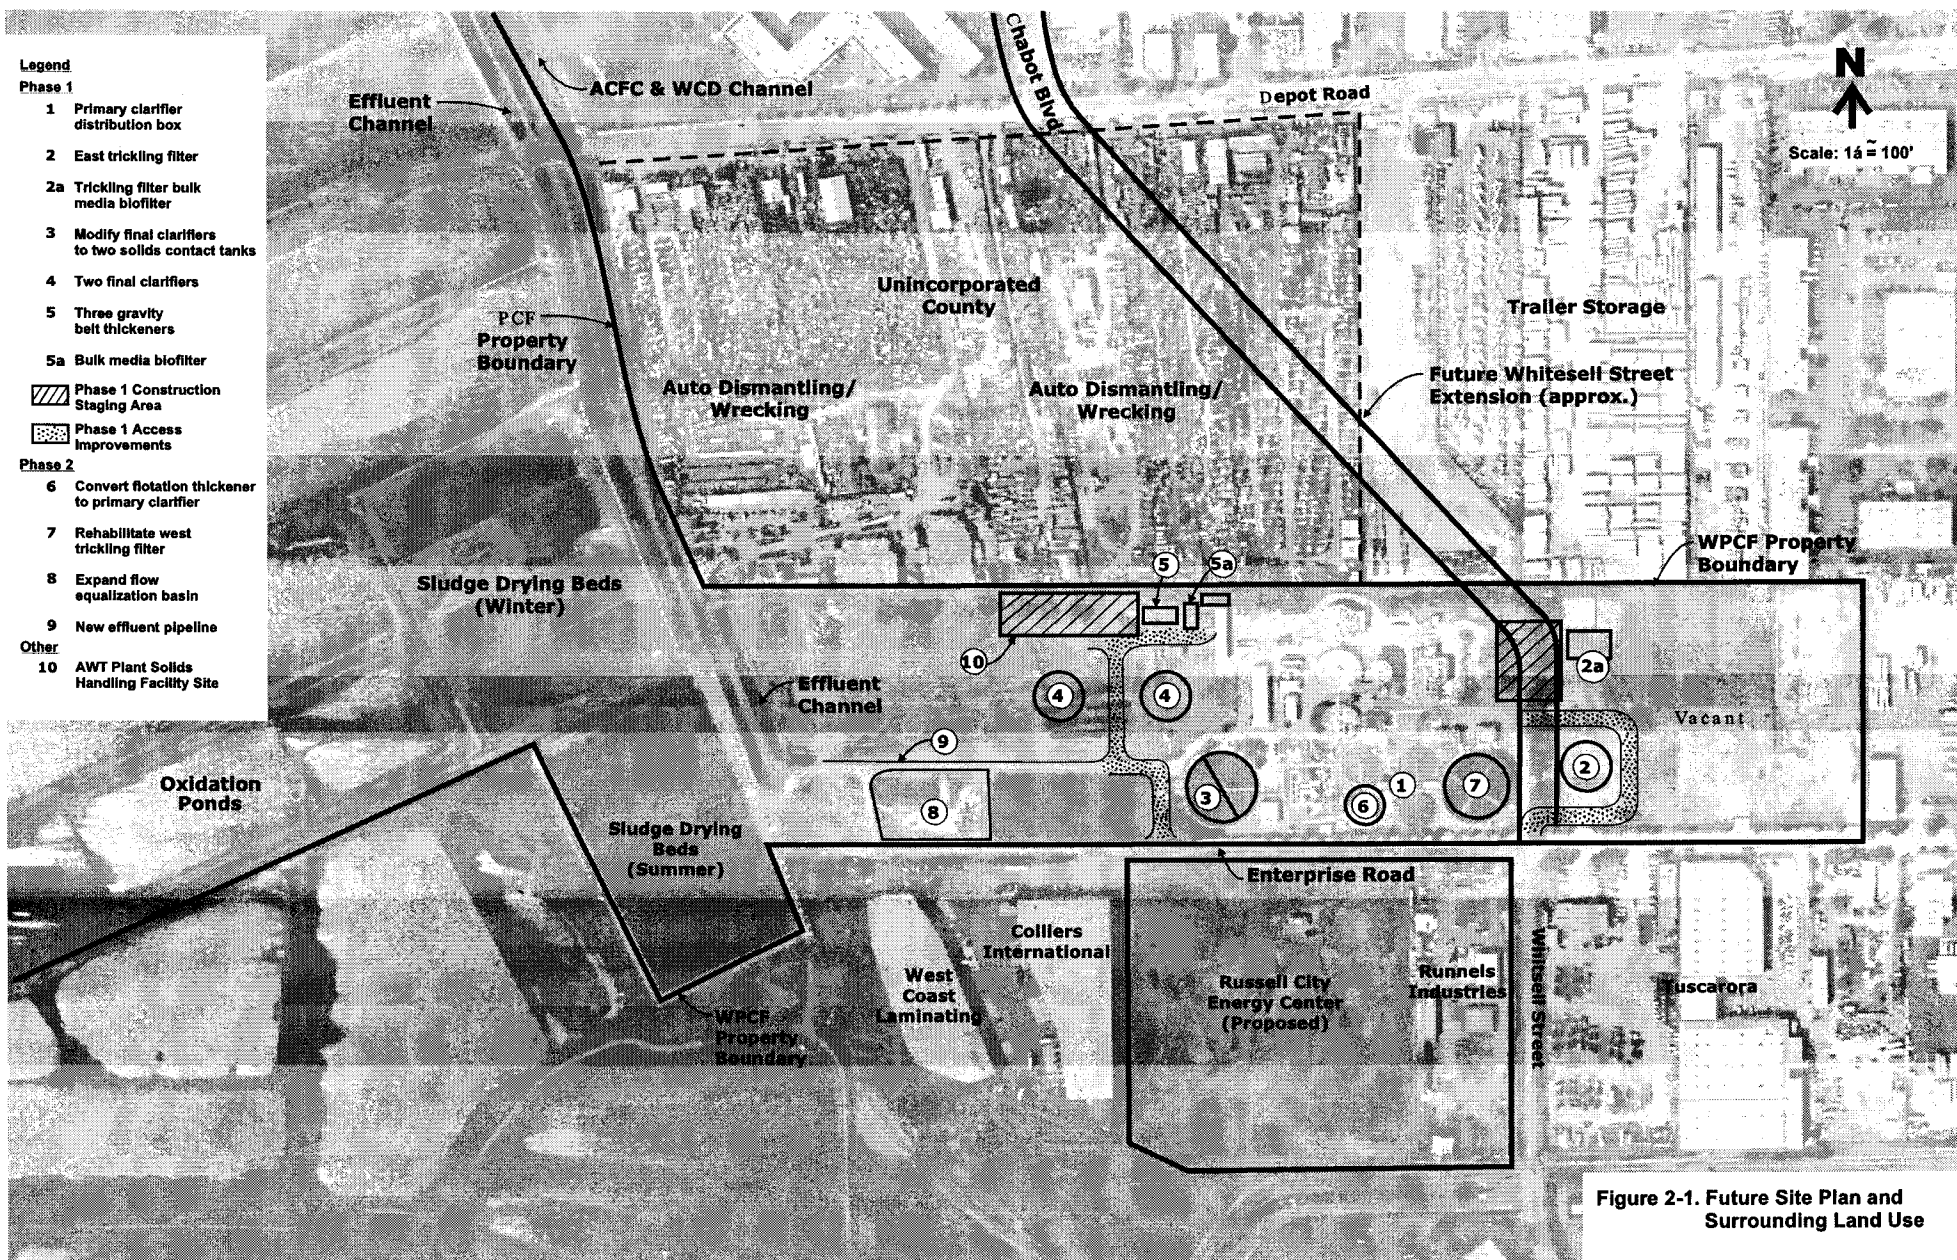 Legend
Phase 1
1 Primary clarifier
distribution box
2 East trickling filter
2a Trickling filter bulk
media biofilter
3 Modify final clarifiers
to two solids contact tanks
4 Two final clarifiers
5 Three gravity
belt thickeners
5a Bulk media biofilter
Phase 1 Construction
Staging Area
Phase 1 Access
Improvements
Phase 2
6 Convert flotation thickener
to primary clarifier
7 Rehabilitate west
trickling filter
8 Expand flow
equalization basin
9 New effluent pipeline
Other
10 AWT Plant Solids
Handling Facility Site
Effluent
Channel
ACFC & WCD Channel
Chabot Blvd
Depot Road
N
Scale: 1á ≅ 100'
Unincorporated
County
Trailer Storage
PCF
Property
Boundary
Auto Dismantling/
Wrecking
Auto Dismantling/
Wrecking
Future Whitesell Street
Extension (approx.)
WPCF Property
Boundary
Sludge Drying Beds
(Winter)
5
5a
10
2a
4
4
Effluent
Channel
Vacant
9
Oxidation
Ponds
8
3
6
1
7
2
Sludge Drying
Beds
(Summer)
Enterprise Road
Colliers
International
West
Coast
Laminating
Russell City
Energy Center
(Proposed)
Runnels
Industries
Whitsell Street
Tuscarora
WPCF
Property
Boundary
Figure 2-1. Future Site Plan and
Surrounding Land Use